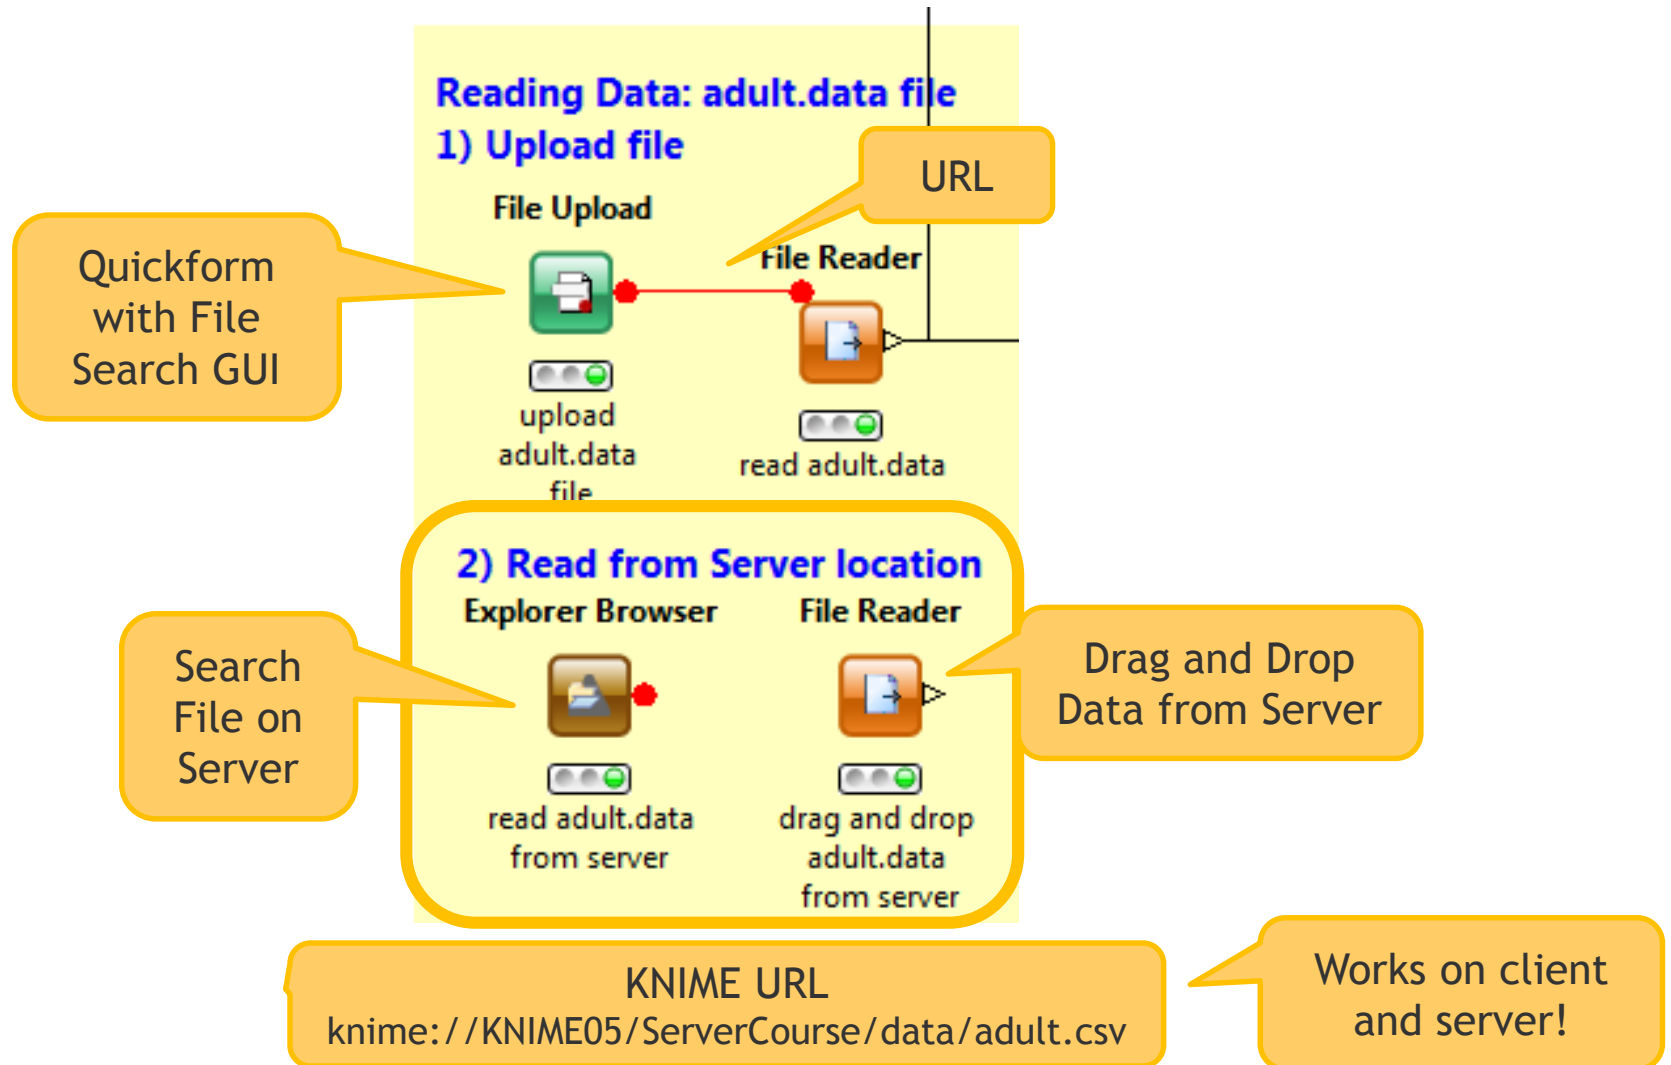 Reading Data: adult.data file
1) Upload file
URL
File Upload
File Reader
Quickform
with File
Search GUI
upload
adult.data
file
read adult.data
2) Read from Server location
Explorer Browser
File Reader
Search
File on
Server
Drag and Drop
Data from Server
read adult.data
from server
drag and drop
adult.data
from server
KNIME URL
knime://KNIME05/ServerCourse/data/adult.csv
Works on client
and server!